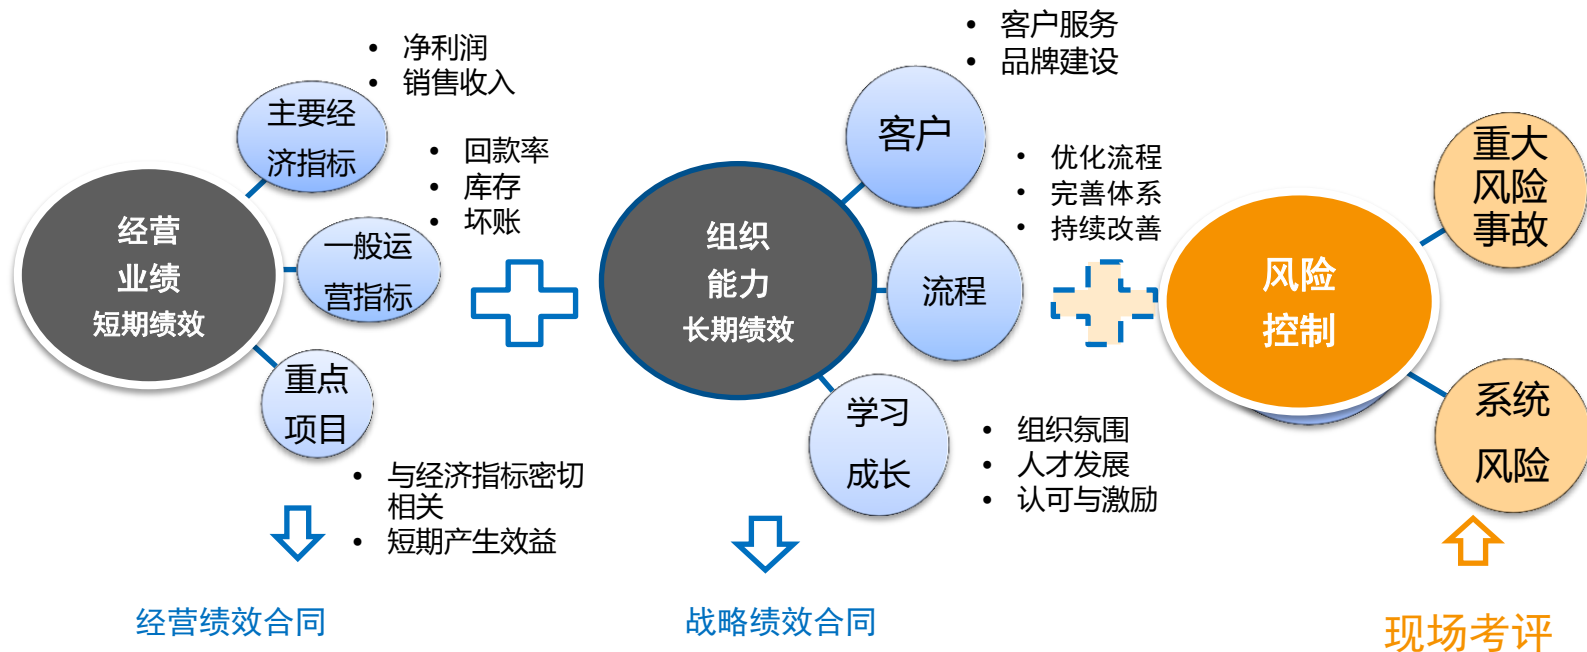 净利润
销售收入
主要经
济指标
回款率
库存
坏账
经营
业绩
短期绩效
一般运
营指标
重点
项目
与经济指标密切
相关
短期产生效益
经营绩效合同
客户服务
品牌建设
客户
优化流程
完善体系
持续改善
组织
能力
长期绩效
流程
学习
成长
组织氛围
人才发展
认可与激励
战略绩效合同
重大
风险
事故
风险
控制
系统
风险
现场考评